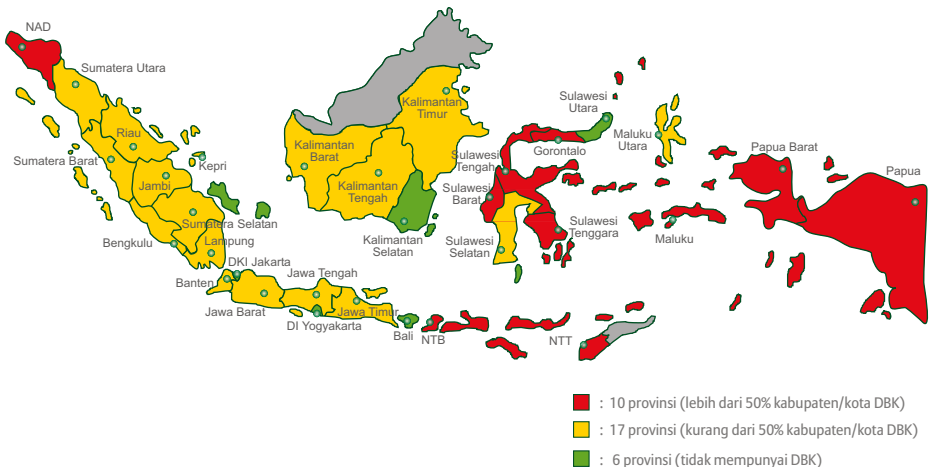 NAD
Sumatera Utara
Riau
Sumatera Barat
Kepri
Jambi
Sumatera Selatan
Bengkulu
Lampung
DKI Jakarta
Banten
Jawa Tengah
Jawa Barat
Jawa Timur
DI Yogyakarta
Bali
NTB
NTT
Kalimantan
Timur
Kalimantan
Barat
Kalimantan
Tengah
Kalimantan
Selatan
Sulawesi
Utara
Gorontalo
Sulawesi
Tengah
Sulawesi
Barat
Sulawesi
Selatan
Sulawesi
Tenggara
Maluku
Utara
Maluku
Papua Barat
Papua
: 10 provinsi (lebih dari 50% kabupaten/kota DBK)
: 17 provinsi (kurang dari 50% kabupaten/kota DBK)
: 6 provinsi (tidak mempunyai DBK)